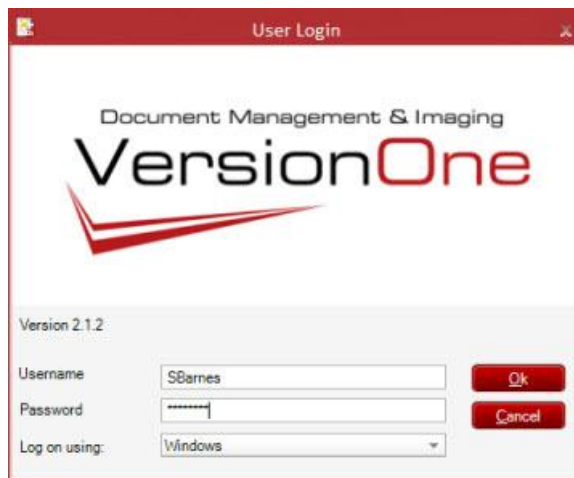 User Login
Document Management & Imaging
VersionOne
Version 2.1.2
Username SBarnes Ok
Password ******** Cancel
Log on using: Windows